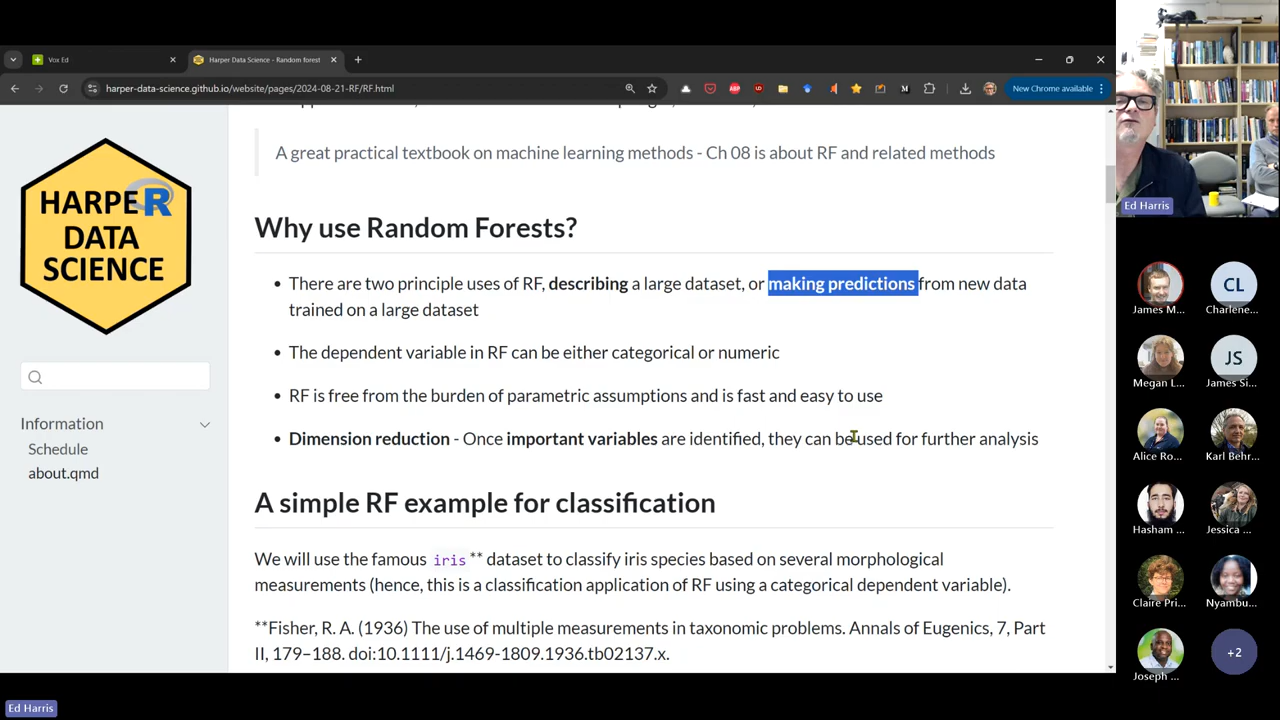 Vox Ed
Harper Data Science - Random forest
harper-data-science.github.io/website/pages/2024-08-21-RF/RF.html
New Chrome available
A great practical textbook on machine learning methods - Ch 08 is about RF and related methods
HARPER
DATA
SCIENCE
Why use Random Forests?
There are two principle uses of RF, describing a large dataset, or making predictions from new data
trained on a large dataset
The dependent variable in RF can be either categorical or numeric
RF is free from the burden of parametric assumptions and is fast and easy to use
Dimension reduction - Once important variables are identified, they can be used for further analysis
Information
Schedule
about.qmd
A simple RF example for classification
We will use the famous iris** dataset to classify iris species based on several morphological
measurements (hence, this is a classification application of RF using a categorical dependent variable).
**Fisher, R. A. (1936) The use of multiple measurements in taxonomic problems. Annals of Eugenics, 7, Part
II, 179–188. doi:10.1111/j.1469-1809.1936.tb02137.x.
Ed Harris
CL
James M...
Charlene...
JS
Megan L...
James Si...
Alice Ro...
Karl Behr...
Hasham ...
Jessica ...
Claire Pri...
Nyambu...
Joseph ...
+2
Ed Harris